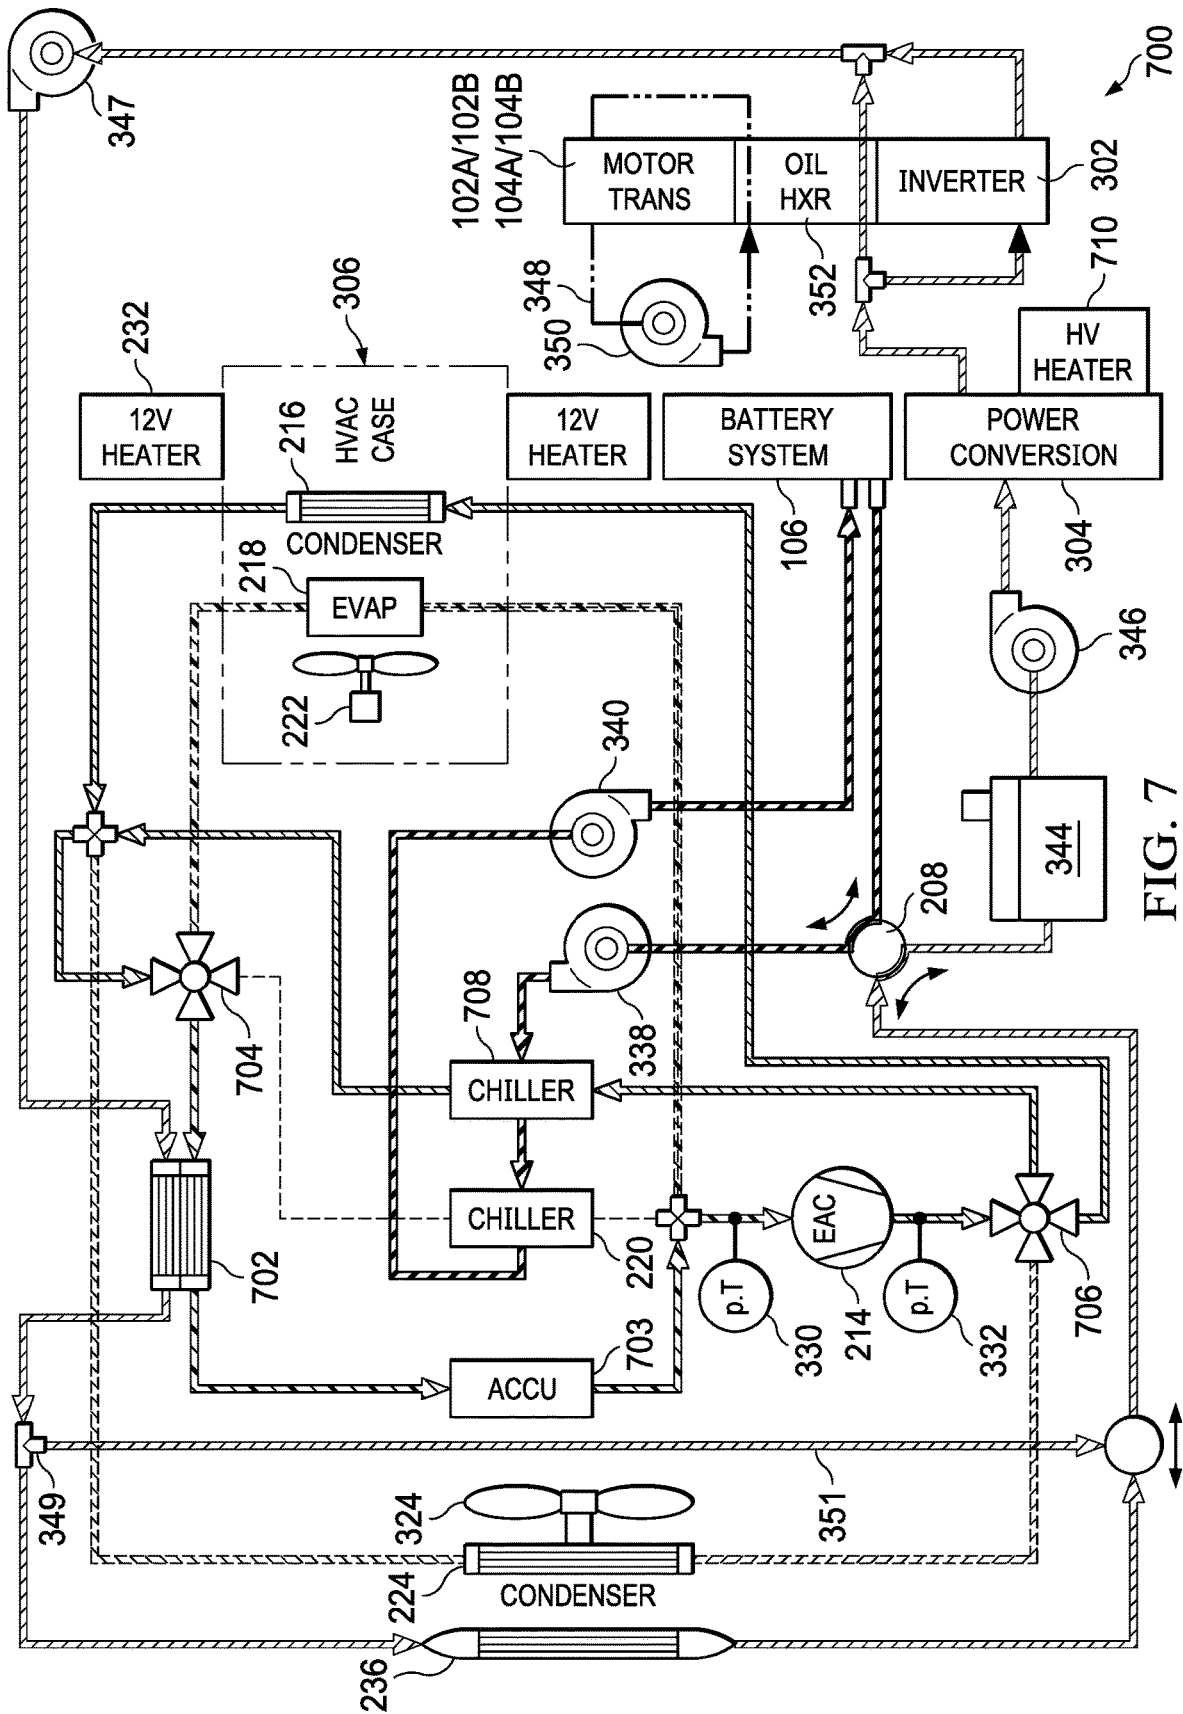 700
347
102A/102B
104A/104B
MOTOR
TRANS
OIL
HXR
INVERTER
302
348
350
352
710
HV
HEATER
232
12V
HEATER
306
216
HVAC
CASE
CONDENSER
12V
HEATER
BATTERY
SYSTEM
106
POWER
CONVERSION
304
218
EVAP
222
340
346
344
208
704
708
CHILLER
338
702
CHILLER
220
EAC
214
p.T
330
p.T
332
706
ACCU
703
349
324
351
224
CONDENSER
236
FIG. 7